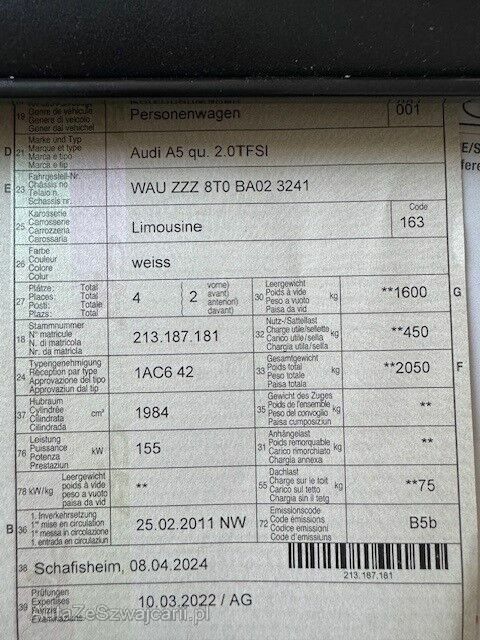 19 Genre de véhicule
Genere di veicolo
Gener dal vehichel
Personenwagen
001
D 21 Marke und Typ
Marque et type
Marca e tipo
Marca e tip
Audi A5 qu. 2.0TFSI
E/S
E 23 Fahrgestell-Nr.
Châssis no
Telaio n.
Schassis nr.
WAU ZZZ 8T0 BA02 3241
25 Karosserie
Carrosserie
Carrozzeria
Carossaria
Limousine
Code
163
26 Farbe
Couleur
Colore
Colur
weiss
27 Plätze: Total
Places: Total
Posti: Totale
Plazs: Total
4
2
vorne)
avant)
anteriori)
davant)
30 Leergewicht
Poids à vide
Peso a vuoto
Paisa da vid
kg
**1600
G
18 Stammnummer
N° matricule
N. di matricola
Nr. da matricla
213.187.181
32 Nutz-/Sattellast
Charge utile/sellette
Carico utile/sella
Chargia utila/sella
kg
**450
24 Typengenehmigung
Réception par type
Approvazione del tipo
Approvaziun dal tip
1AC6 42
33 Gesamtgewicht
Poids total
Peso totale
Paisa totala
kg
**2050
F
37 Hubraum
Cylindrée
Cilindrata
Cilindrada
cm³
1984
35 Gewicht des Zuges
Poids de l'ensemble
Peso del convoglio
Paisa cumposiziun
kg
**
76 Leistung
Puissance
Potenza
Prestaziun
kW
155
31 Anhängelast
Poids remorquable
Carico rimorchiato
Chargia annexa
kg
**
78 kW/kg
Leergewicht
poids à vide
peso a vuoto
paisa da vid
**
55 Dachlast
Charge sur le toit
Carico sul tetto
Chargia sin il tetg
kg
**75
B 36 1. Inverkehrsetzung
1re mise en circulation
1a messa in circolazione
1. entrada en circulaziun
25.02.2011 NW
72 Emissionscode
Code émissions
Codice emissioni
Code d'emissiuns
B5b
38 Schafisheim, 08.04.2024
213.187.181
39 Prüfungen
Expertises
Examinaziuns
10.03.2022 / AG
AutaZeSzwajcarii.pl